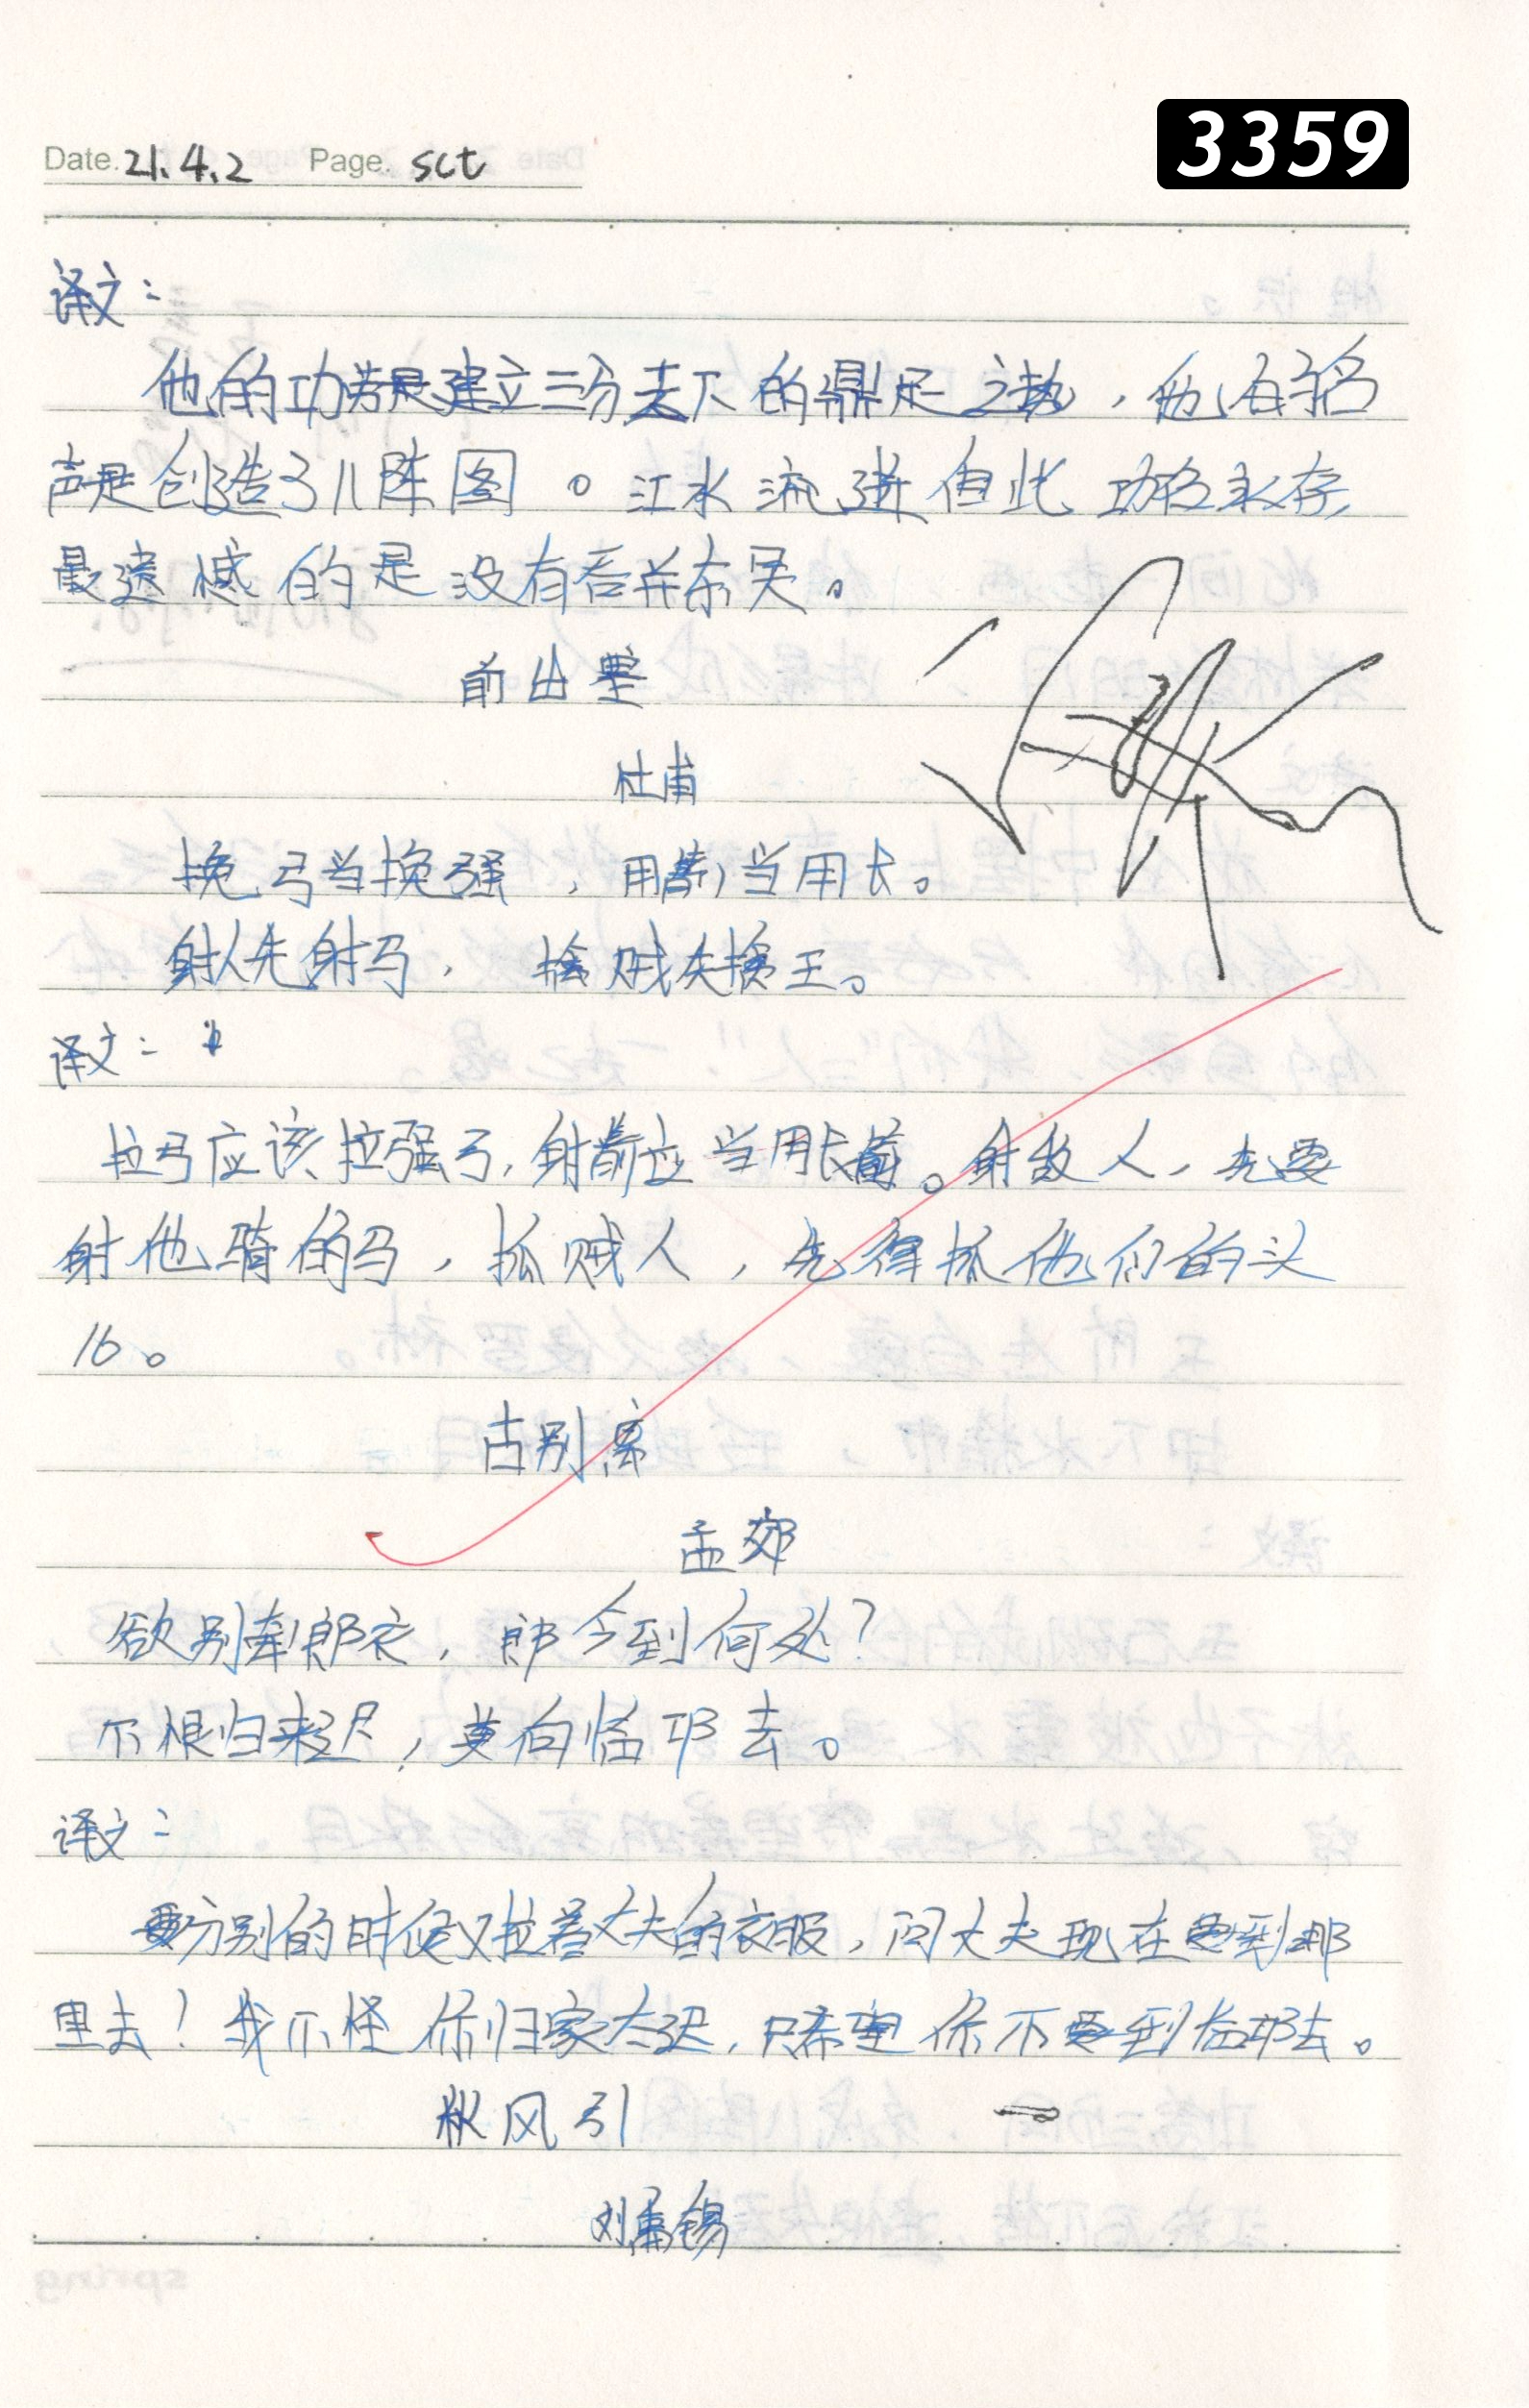 3359
Date. 21.4.2 Page. sct
译文：
他的功劳是建立三分天下的鼎足之势，他的名
声是创造了八陈图。江水流逝但此功名永存，
最遗憾的是没有吞并东吴。
前出塞
杜甫
挽弓当挽强，用箭当用长。
射人先射马，擒贼先擒王。
译文：
拉弓应该拉强弓，射箭应当用长箭。射敌人，先要
射他骑的马，抓贼人，先得抓他们的头
16。
古别离
孟郊
欲别牵郎衣，郎今到何处？
不恨归来迟，莫向临邛去。
译文：
要分别的时候又拉着丈夫的衣服，问丈夫现在要到那
里去！我不怪你归家太迟，只希望你不要到临邛去。
秋风引
刘禹锡